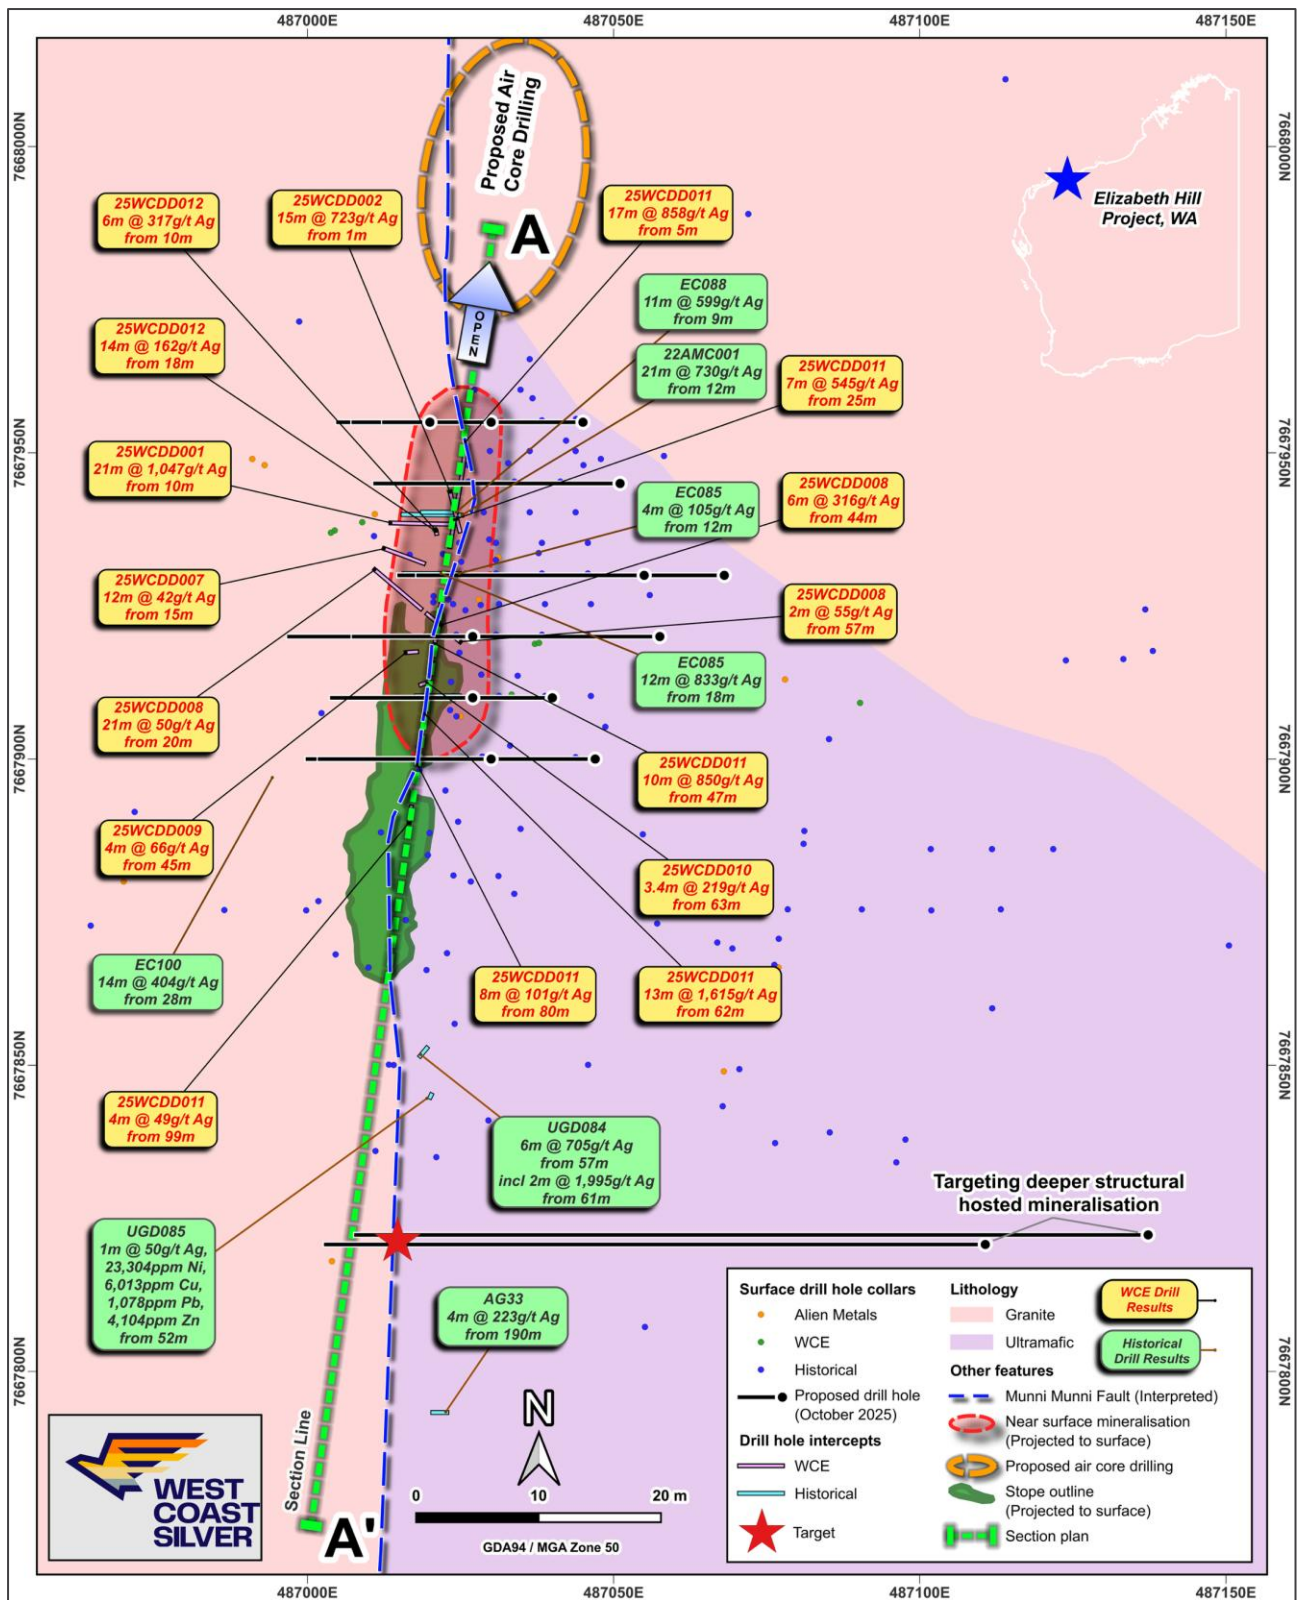 487000E
487050E
487100E
487150E
7668000N
7668000N
Proposed Air
Core Drilling
Elizabeth Hill
Project, WA
25WCDD012
6m @ 317g/t Ag
from 10m
25WCDD002
15m @ 723g/t Ag
from 1m
25WCDD011
17m @ 858g/t Ag
from 5m
A
OPEN
EC088
11m @ 599g/t Ag
from 9m
25WCDD012
14m @ 162g/t Ag
from 18m
22AMC001
21m @ 730g/t Ag
from 12m
25WCDD011
7m @ 545g/t Ag
from 25m
7667950N
7667950N
25WCDD001
21m @ 1,047g/t Ag
from 10m
EC085
4m @ 105g/t Ag
from 12m
25WCDD008
6m @ 316g/t Ag
from 44m
25WCDD007
12m @ 42g/t Ag
from 15m
25WCDD008
2m @ 55g/t Ag
from 57m
EC085
12m @ 833g/t Ag
from 18m
25WCDD008
21m @ 50g/t Ag
from 20m
7667900N
7667900N
25WCDD011
10m @ 850g/t Ag
from 47m
25WCDD009
4m @ 66g/t Ag
from 45m
25WCDD010
3.4m @ 219g/t Ag
from 63m
EC100
14m @ 404g/t Ag
from 28m
25WCDD011
8m @ 101g/t Ag
from 80m
25WCDD011
13m @ 1,615g/t Ag
from 62m
7667850N
7667850N
25WCDD011
4m @ 49g/t Ag
from 99m
UGD084
6m @ 705g/t Ag
from 57m
incl 2m @ 1,995g/t Ag
from 61m
Targeting deeper structural
hosted mineralisation
UGD085
1m @ 50g/t Ag,
23,304ppm Ni,
6,013ppm Cu,
1,078ppm Pb,
4,104ppm Zn
from 52m
AG33
4m @ 223g/t Ag
from 190m
7667800N
7667800N
Surface drill hole collars
Alien Metals
WCE
Historical
Proposed drill hole
(October 2025)
Drill hole intercepts
WCE
Historical
Target
Lithology
Granite
Ultramafic
Other features
Munni Munni Fault (Interpreted)
Near surface mineralisation
(Projected to surface)
Proposed air core drilling
Stope outline
(Projected to surface)
Section plan
WCE Drill
Results
Historical
Drill Results
WEST
COAST
SILVER
Section Line
A'
N
0 10 20 m
GDA94 / MGA Zone 50
487000E
487050E
487100E
487150E